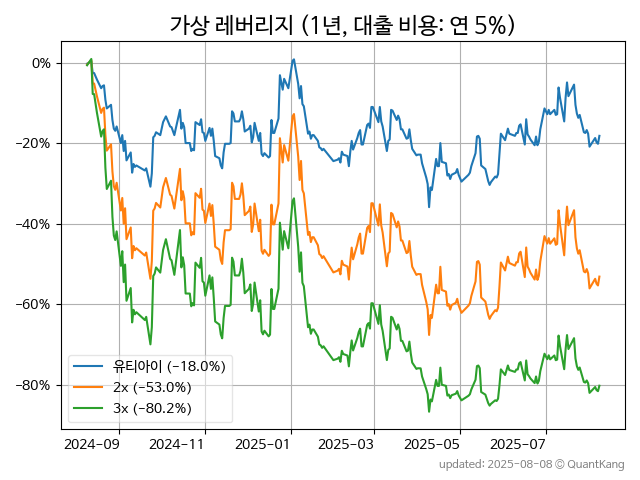 가상 레버리지 (1년, 대출 비용: 연 5%)
0%
−20%
−40%
−60%
−80%
유티아이 (−18.0%)
2x (−53.0%)
3x (−80.2%)
2024-09 2024-11 2025-01 2025-03 2025-05 2025-07
updated: 2025-08-08 © QuantKang